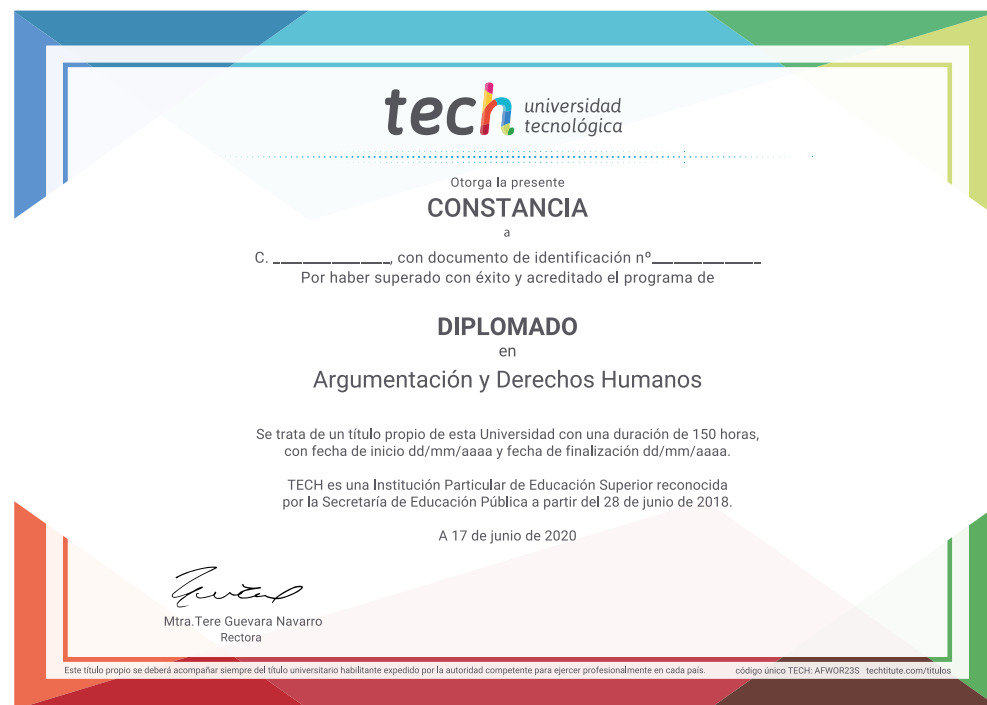 tech universidad
tecnológica
Otorga la presente
CONSTANCIA
a
C. ________________, con documento de identificación nº_______________
Por haber superado con éxito y acreditado el programa de
DIPLOMADO
en
Argumentación y Derechos Humanos
Se trata de un título propio de esta Universidad con una duración de 150 horas,
con fecha de inicio dd/mm/aaaa y fecha de finalización dd/mm/aaaa.
TECH es una Institución Particular de Educación Superior reconocida
por la Secretaría de Educación Pública a partir del 28 de junio de 2018.
A 17 de junio de 2020
Mtra.Tere Guevara Navarro
Rectora
Este título propio se deberá acompañar siempre del título universitario habilitante expedido por la autoridad competente para ejercer profesionalmente en cada país. código único TECH: AFWOR23S techtitute.com/titulos